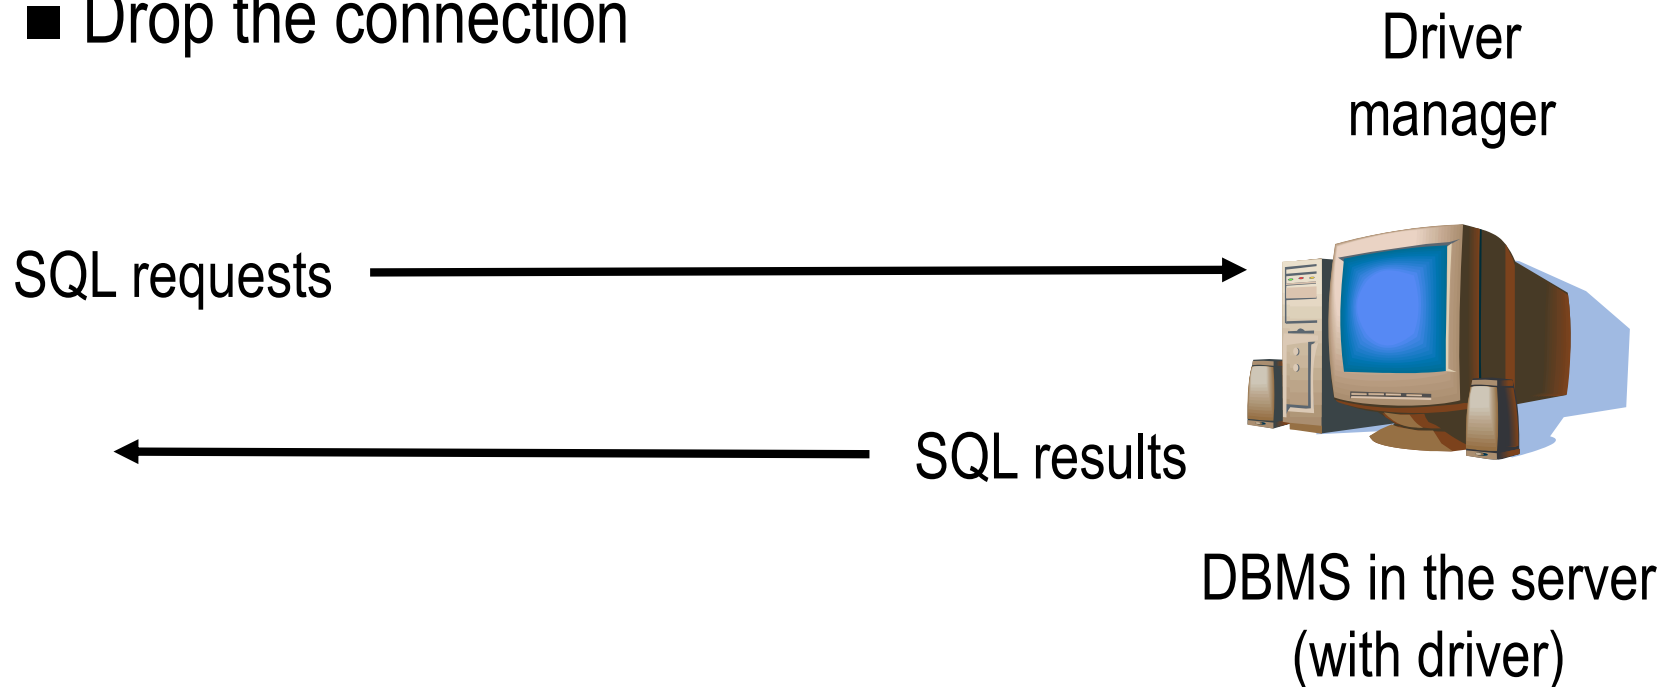 ■ Drop the connection
Driver
manager
SQL requests
SQL results
DBMS in the server
(with driver)